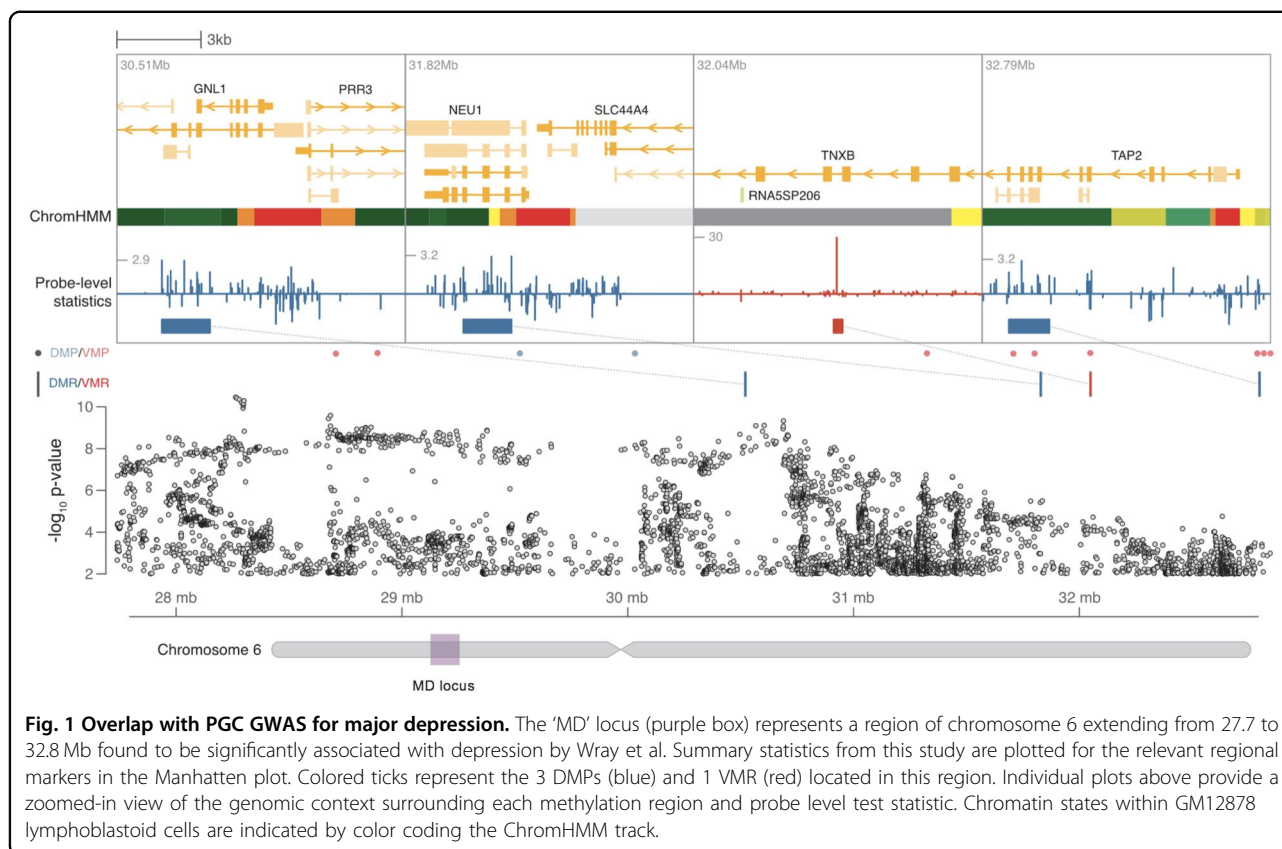 3kb
30.51Mb 31.82Mb 32.04Mb 32.79Mb
GNL1 PRR3 NEU1 SLC44A4 TNXB TAP2
RNA5SP206
ChromHMM
Probe-level
statistics
2.9 3.2 30 3.2
DMP/VMP
DMR/VMR
10
8
6
4
2
-log10 p-value
28 mb 29 mb 30 mb 31 mb 32 mb
Chromosome 6
MD locus
Fig. 1 Overlap with PGC GWAS for major depression. The ‘MD’ locus (purple box) represents a region of chromosome 6 extending from 27.7 to
32.8 Mb found to be significantly associated with depression by Wray et al. Summary statistics from this study are plotted for the relevant regional
markers in the Manhatten plot. Colored ticks represent the 3 DMPs (blue) and 1 VMR (red) located in this region. Individual plots above provide a
zoomed-in view of the genomic context surrounding each methylation region and probe level test statistic. Chromatin states within GM12878
lymphoblastoid cells are indicated by color coding the ChromHMM track.